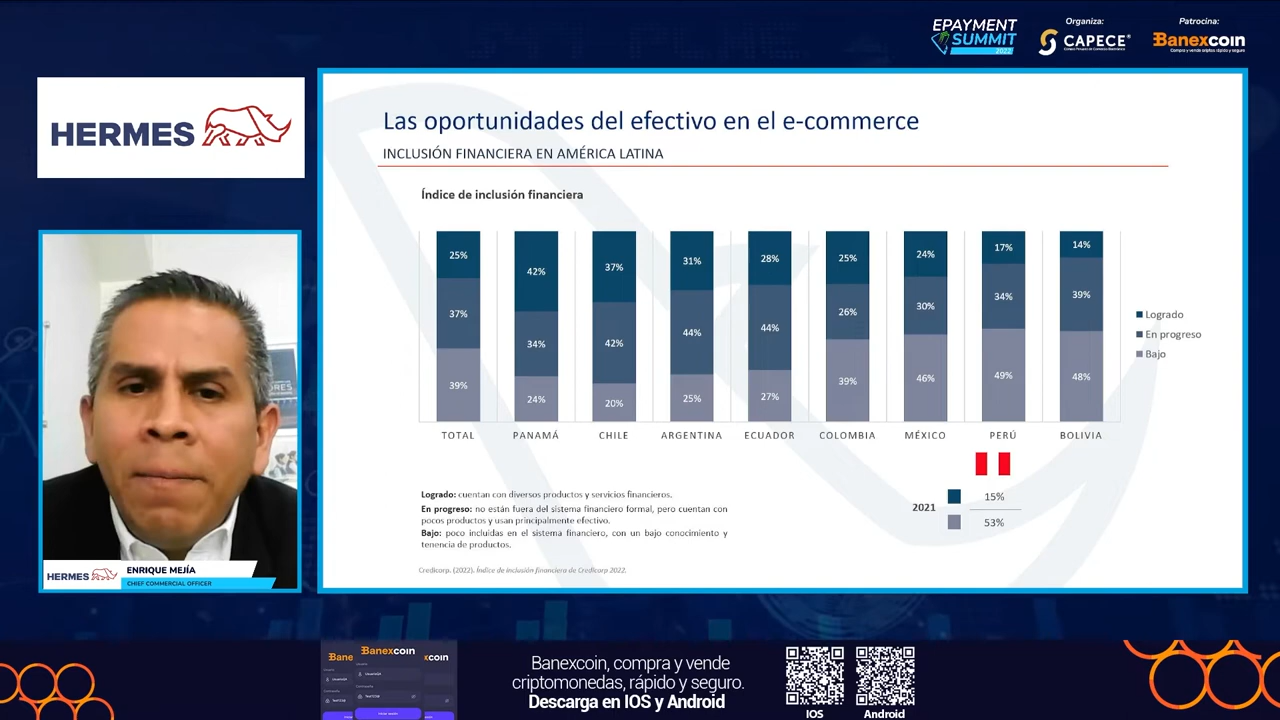 EPAYMENT
SUMMIT
2022
Organiza:
CAPECE
Patrocina:
Banexcoin
Compra y vende criptos rápido y seguro
HERMES
Las oportunidades del efectivo en el e-commerce
INCLUSIÓN FINANCIERA EN AMÉRICA LATINA
Índice de inclusión financiera
25% 42% 37% 31% 28% 25% 24% 17% 14%
37% 34% 42% 44% 44% 26% 30% 34% 39%
39% 24% 20% 25% 27% 39% 46% 49% 48%
TOTAL PANAMÁ CHILE ARGENTINA ECUADOR COLOMBIA MÉXICO PERÚ BOLIVIA
Logrado
En progreso
Bajo
Logrado: cuentan con diversos productos y servicios financieros.
En progreso: no están fuera del sistema financiero formal, pero cuentan con
pocos productos y usan principalmente efectivo.
Bajo: poco incluidas en el sistema financiero, con un bajo conocimiento y
tenencia de productos.
2021
15%
53%
Credicorp. (2022). Índice de inclusión financiera de Credicorp 2022.
HERMES
ENRIQUE MEJÍA
CHIEF COMMERCIAL OFFICER
Banexcoin
Banexcoin, compra y vende
criptomonedas, rápido y seguro.
Descarga en IOS y Android
IOS
Android